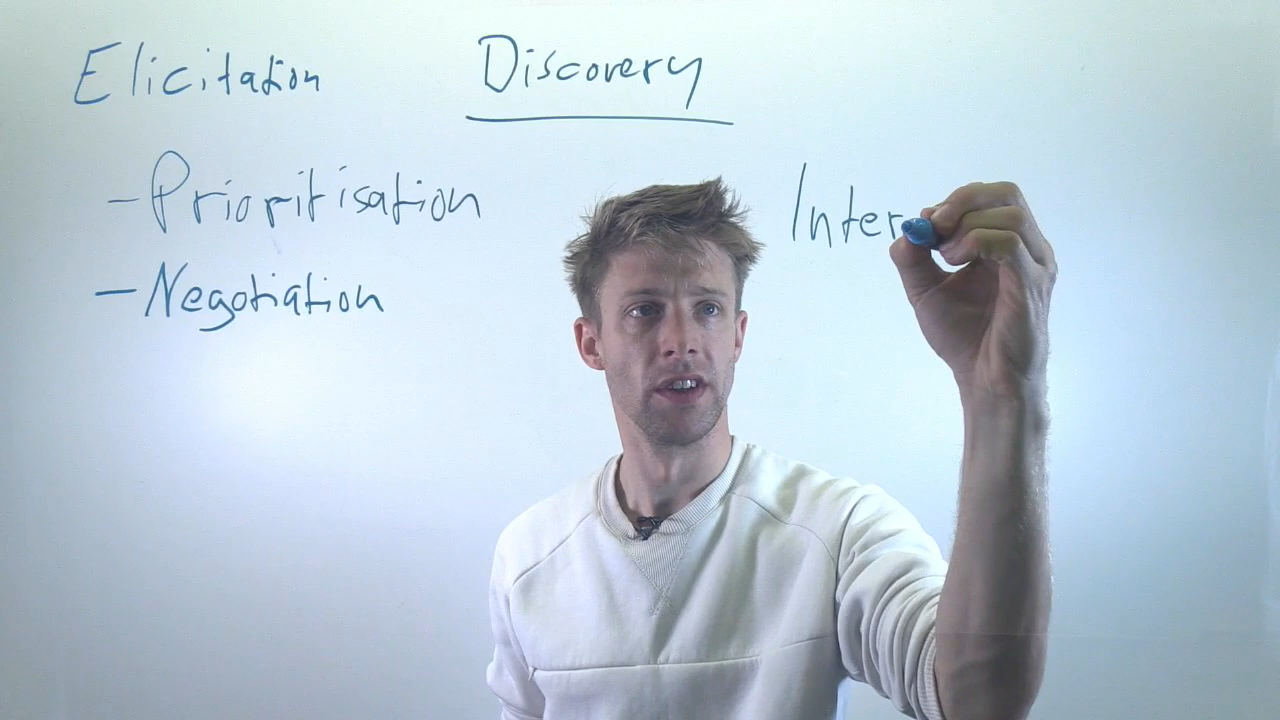 Elicitation
Discovery
- Prioritisation
- Negotiation
Inter